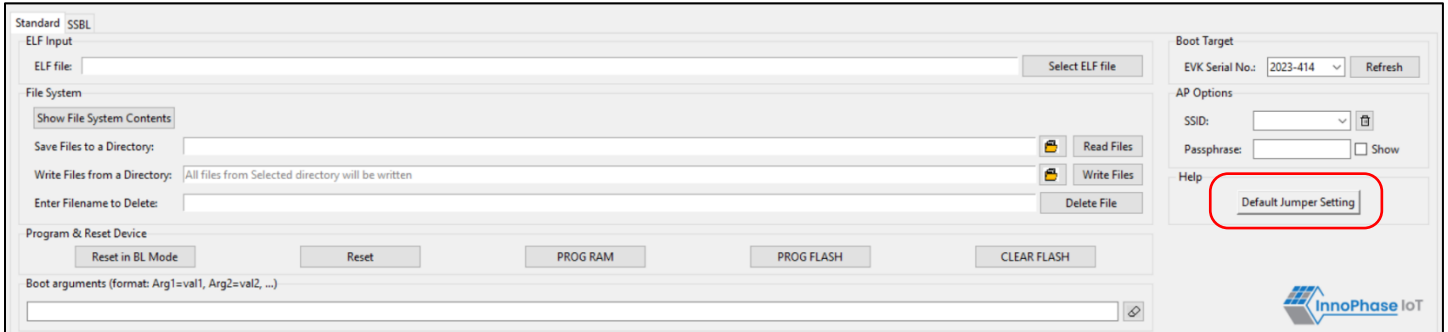 Standard SSBL
ELF Input
ELF file: Select ELF file
File System
Show File System Contents
Save Files to a Directory: Read Files
Write Files from a Directory: All files from Selected directory will be written Write Files
Enter Filename to Delete: Delete File
Program & Reset Device
Reset in BL Mode Reset PROG RAM PROG FLASH CLEAR FLASH
Boot arguments (format: Arg1=val1, Arg2=val2, ...)
Boot Target
EVK Serial No.: 2023-414 Refresh
AP Options
SSID:
Passphrase: Show
Help
Default Jumper Setting
InnoPhase IoT